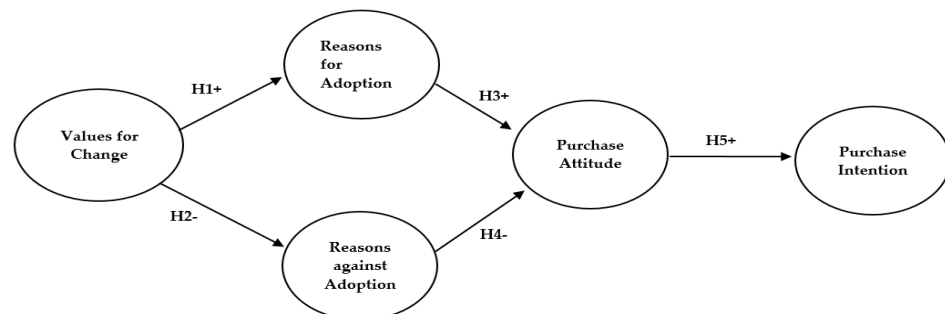 Reasons
for
Adoption
H1+
H3+
Values for
Change
Purchase
Attitude
H5+
Purchase
Intention
H2-
H4-
Reasons
against
Adoption